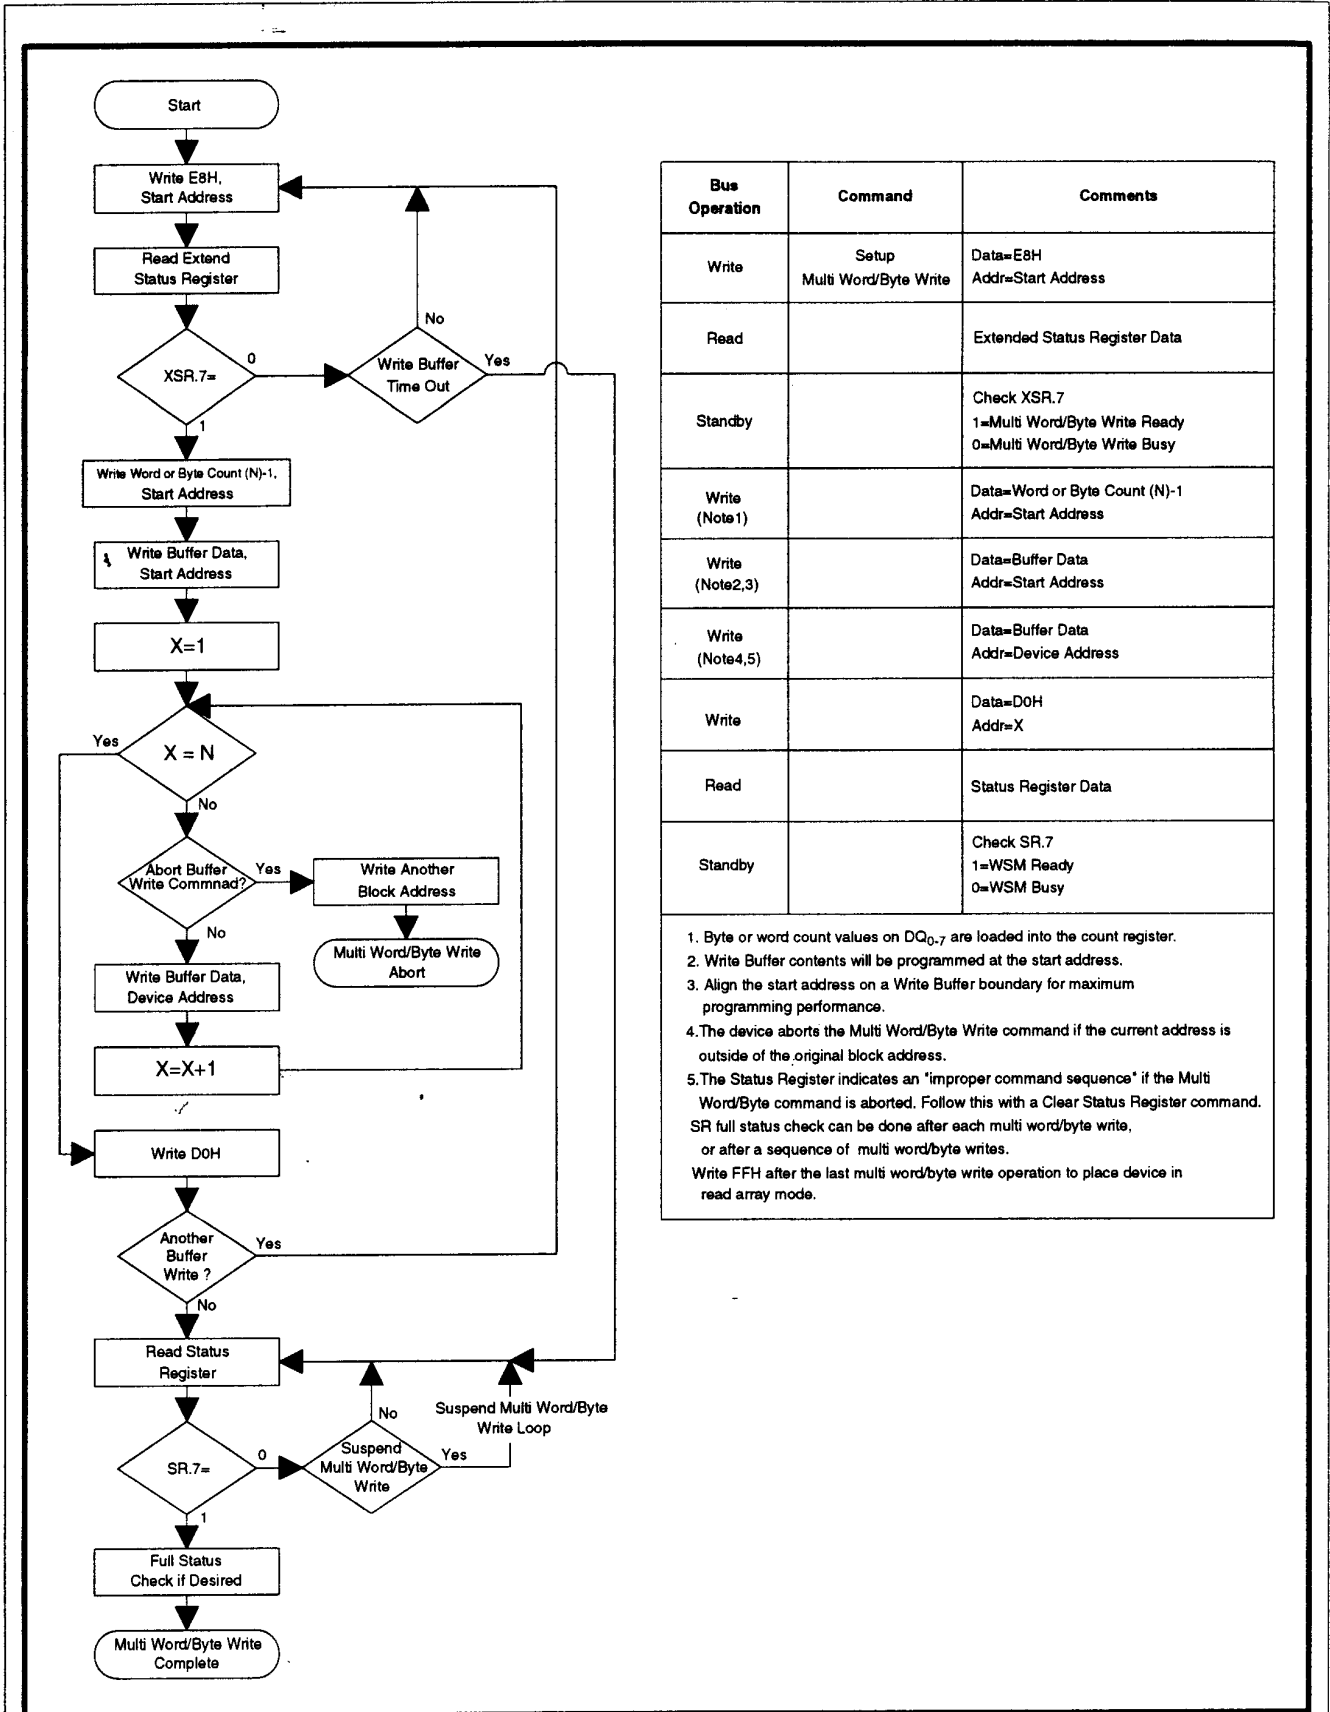 Start
Write E8H,
Start Address
Read Extend
Status Register
No
XSR.7=
0
Write Buffer
Time Out
Yes
1
Write Word or Byte Count (N)-1,
Start Address
Write Buffer Data,
Start Address
X=1
Yes
X = N
No
Abort Buffer
Write Commnad?
Yes
Write Another
Block Address
No
Multi Word/Byte Write
Abort
Write Buffer Data,
Device Address
X=X+1
Write D0H
Another
Buffer
Write ?
Yes
No
Read Status
Register
No
Suspend Multi Word/Byte
Write Loop
SR.7=
0
Suspend
Multi Word/Byte
Write
Yes
1
Full Status
Check if Desired
Multi Word/Byte Write
Complete
Bus
Operation
Command
Comments
Write
Setup
Multi Word/Byte Write
Data=E8H
Addr=Start Address
Read
Extended Status Register Data
Standby
Check XSR.7
1=Multi Word/Byte Write Ready
0=Multi Word/Byte Write Busy
Write
(Note1)
Data=Word or Byte Count (N)-1
Addr=Start Address
Write
(Note2,3)
Data=Buffer Data
Addr=Start Address
Write
(Note4,5)
Data=Buffer Data
Addr=Device Address
Write
Data=D0H
Addr=X
Read
Status Register Data
Standby
Check SR.7
1=WSM Ready
0=WSM Busy
1. Byte or word count values on DQ0-7 are loaded into the count register.
2. Write Buffer contents will be programmed at the start address.
3. Align the start address on a Write Buffer boundary for maximum
programming performance.
4.The device aborts the Multi Word/Byte Write command if the current address is
outside of the original block address.
5.The Status Register indicates an "improper command sequence" if the Multi
Word/Byte command is aborted. Follow this with a Clear Status Register command.
SR full status check can be done after each multi word/byte write,
or after a sequence of multi word/byte writes.
Write FFH after the last multi word/byte write operation to place device in
read array mode.